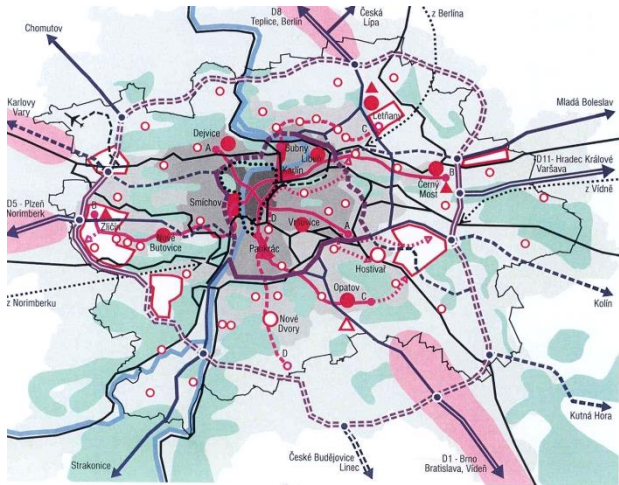 D8
Teplice, Berlín
Česká
Lípa
z Berlína
Chomutov
Karlovy
Vary
Mladá Boleslav
Letňany
C
Dejvice
A
Bubny
Libeň
Karlín
D11- Hradec Králové
Varšava
B
Černý
Most
z Vídně
Smíchov
D5 - Plzeň
Norimberk
B
Zličín
D
Vršovice
A
Nové
Butovice
Pankrác
Hostivař
Opatov
C
z Norimberku
Kolín
Nové
Dvory
D
Kutná Hora
Strakonice
České Budějovice
Linec
D1 - Brno
Bratislava, Vídeň